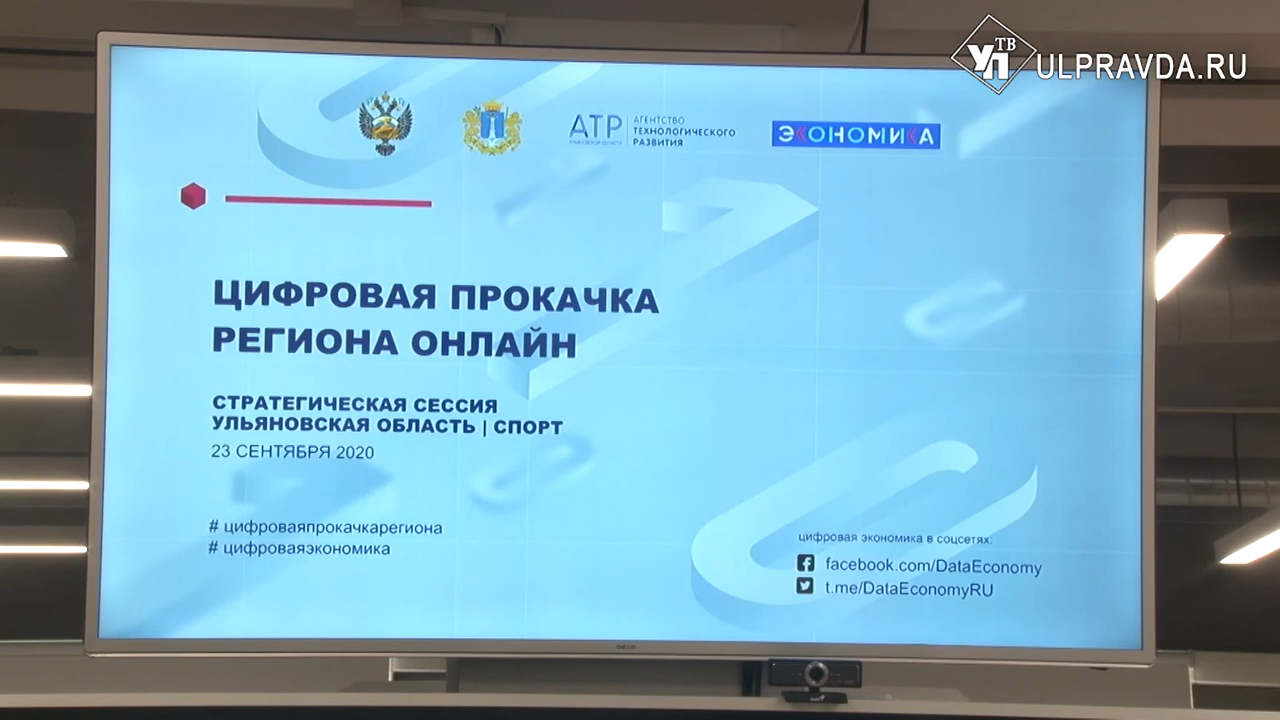 УП ТВ
ULPRAVDA.RU
АТР
АГЕНТСТВО
ТЕХНОЛОГИЧЕСКОГО
РАЗВИТИЯ
ЭКОНОМИКА
ЦИФРОВАЯ ПРОКАЧКА
РЕГИОНА ОНЛАЙН
СТРАТЕГИЧЕСКАЯ СЕССИЯ
УЛЬЯНОВСКАЯ ОБЛАСТЬ | СПОРТ
23 СЕНТЯБРЯ 2020
# цифроваяпрокачкарегиона
# цифроваяэкономика
цифровая экономика в соцсетях:
facebook.com/DataEconomy
t.me/DataEconomyRU